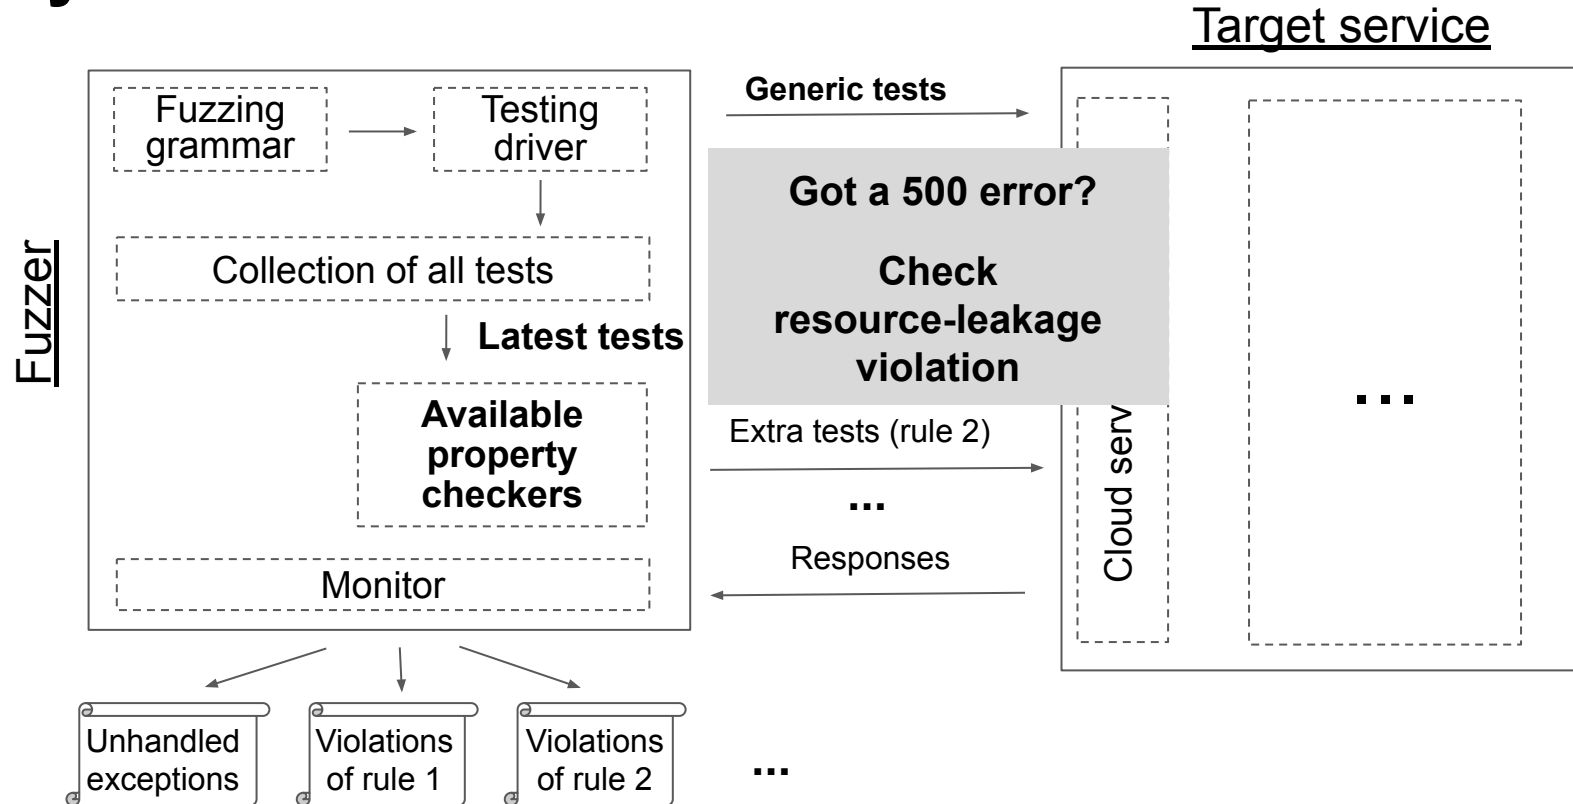 Target service
Fuzzer
Fuzzing
grammar
Testing
driver
Collection of all tests
Latest tests
Available
property
checkers
Monitor
Generic tests
Got a 500 error?
Check
resource-leakage
violation
Extra tests (rule 2)
...
Responses
Cloud serv
...
Unhandled
exceptions
Violations
of rule 1
Violations
of rule 2
...